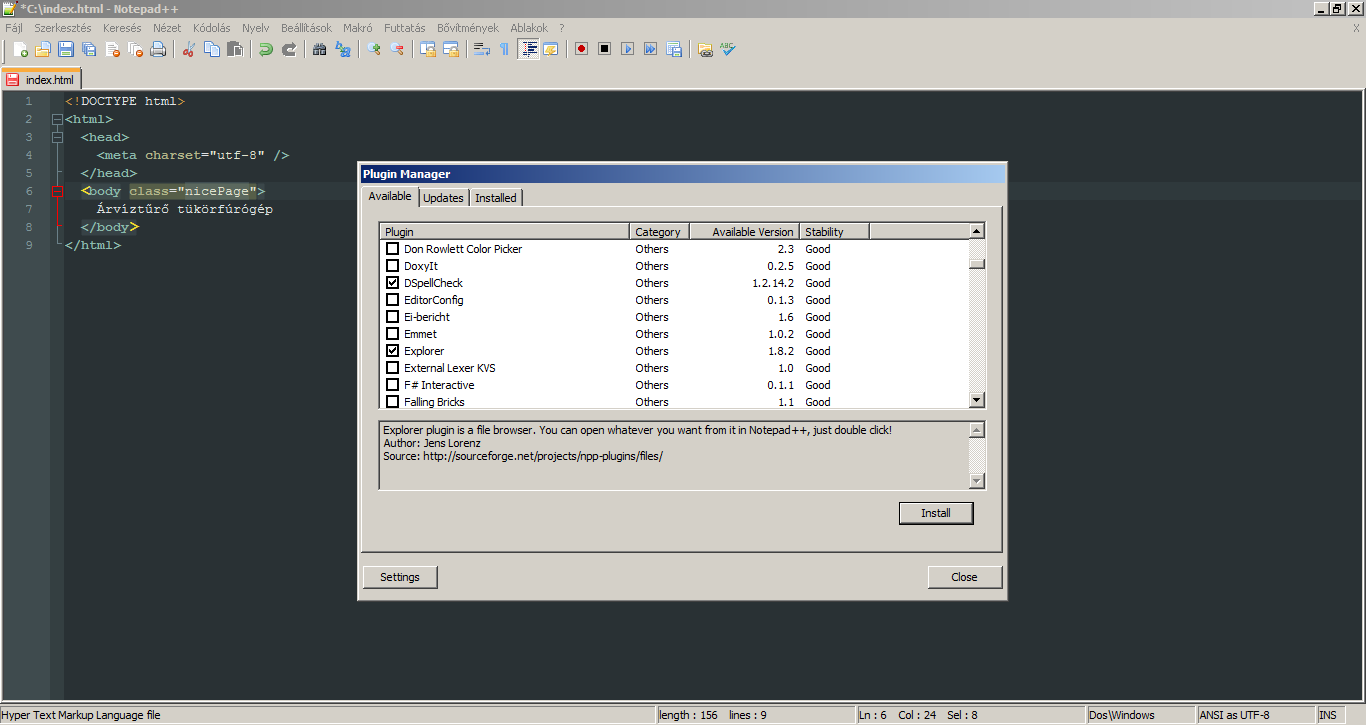 *C:\index.html - Notepad++
Fájl Szerkesztés Keresés Nézet Kódolás Nyelv Beállítások Makró Futtatás Bővítmények Ablakok ? X
ABC
index.html
1 <!DOCTYPE html>
2 <html>
3 <head>
4 <meta charset="utf-8" />
5 </head>
6 <body class="nicePage">
7 Árvíztűrő tükörfúrógép
8 </body>
9 </html>
Plugin Manager
Available Updates Installed
Plugin Category Available Version Stability
Don Rowlett Color Picker Others 2.3 Good
DoxyIt Others 0.2.5 Good
DSpellCheck Others 1.2.14.2 Good
EditorConfig Others 0.1.3 Good
Ei-bericht Others 1.6 Good
Emmet Others 1.0.2 Good
Explorer Others 1.8.2 Good
External Lexer KVS Others 1.0 Good
F# Interactive Others 0.1.1 Good
Falling Bricks Others 1.1 Good
Explorer plugin is a file browser. You can open whatever you want from it in Notepad++, just double click!
Author: Jens Lorenz
Source: http://sourceforge.net/projects/npp-plugins/files/
Install
Settings Close
Hyper Text Markup Language file length : 156 lines : 9 Ln : 6 Col : 24 Sel : 8 Dos\Windows ANSI as UTF-8 INS